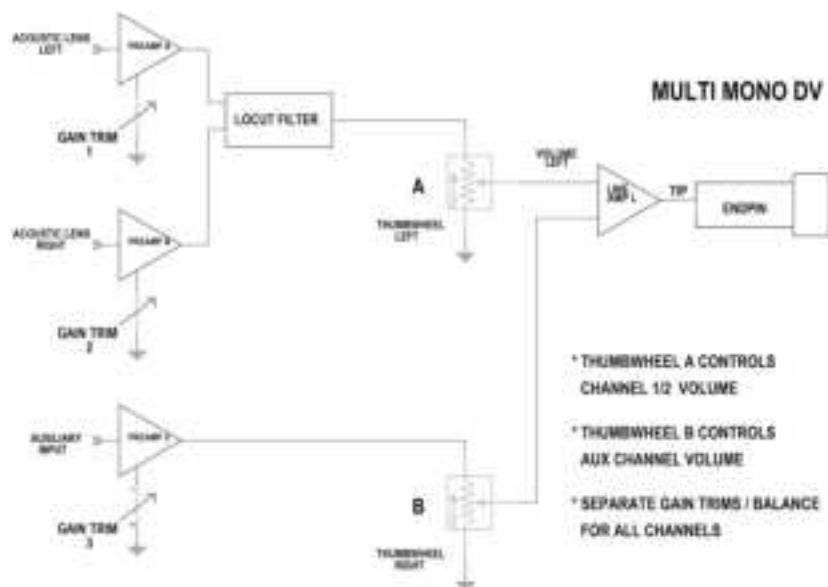 MULTI MONO DV
ACOUSTIC LENS
LEFT
PREAMP
GAIN TRIM
1
LOCUT FILTER
A
THUMBWHEEL
LEFT
VOLUME
LEFT
LINE
AMP L
TIP
ENDPIN
ACOUSTIC LENS
RIGHT
PREAMP
GAIN TRIM
2
AUXILIARY
INPUT
PREAMP
GAIN TRIM
3
B
THUMBWHEEL
RIGHT
* THUMBWHEEL A CONTROLS
CHANNEL 1/2 VOLUME
* THUMBWHEEL B CONTROLS
AUX CHANNEL VOLUME
* SEPARATE GAIN TRIMS / BALANCE
FOR ALL CHANNELS